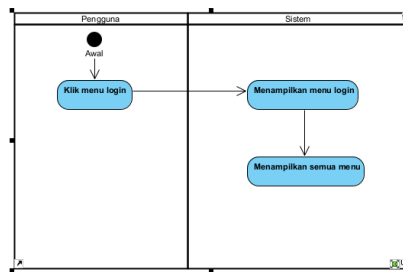 Pengguna
Sistem
Awal
Klik menu login
Menampilkan menu login
Menampilkan semua menu